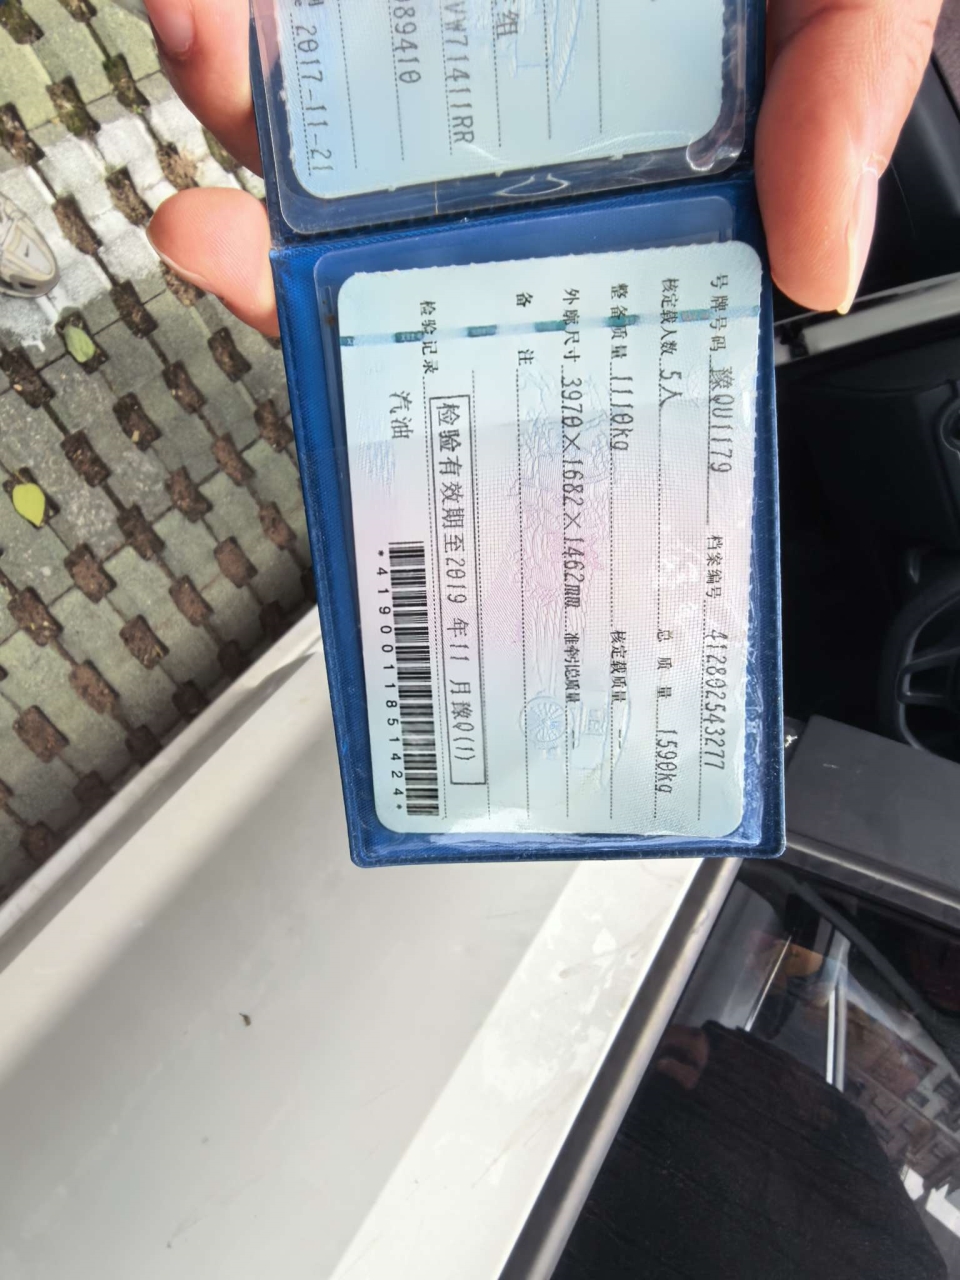 组
VW71411RR
089410
2017-11-21
号牌号码 豫QU1179 档案编号 412802543277
核定载人数 5人 总质量 1590kg
整备质量 1110kg 核定载质量 --
外廓尺寸 3970×1682×1462mm 准牵引总质量 --
备注
检验记录 检验有效期至2019年11月豫Q(1)
汽油
*4190011851424*